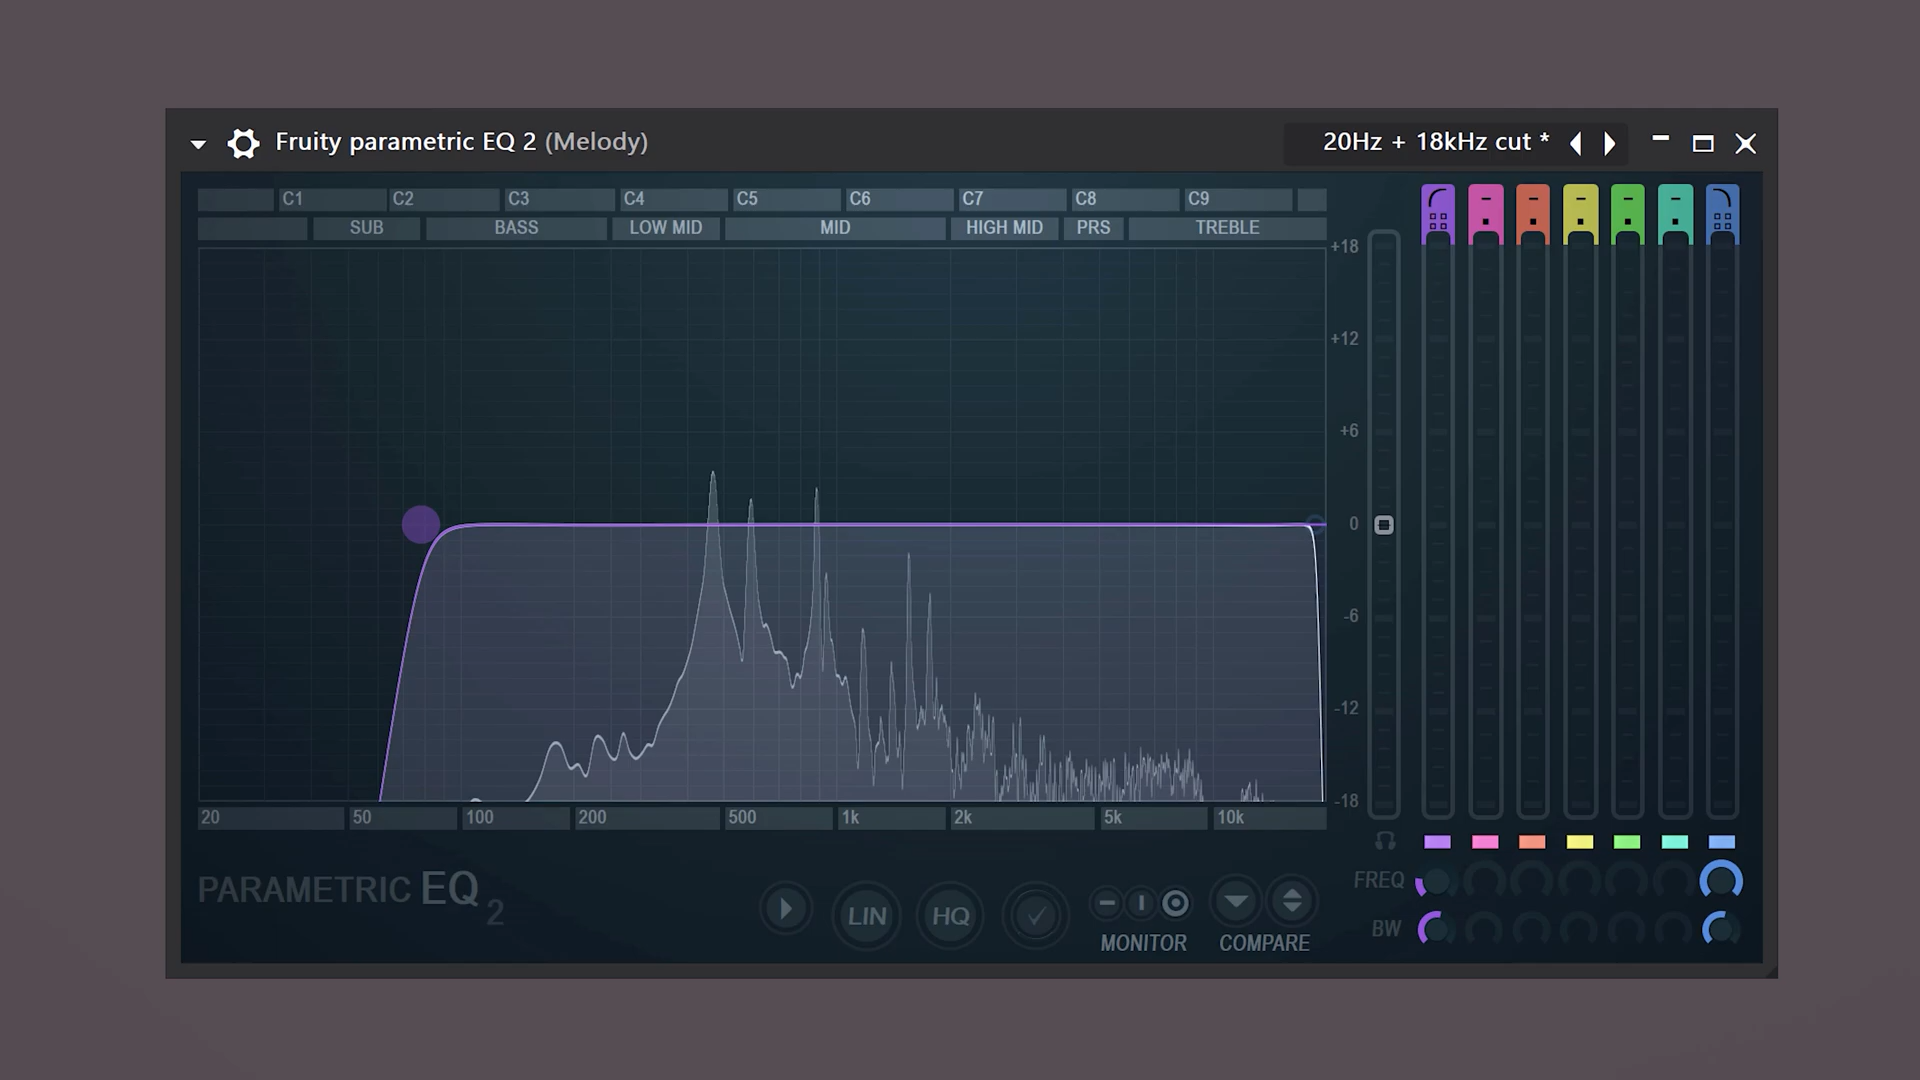 Fruity parametric EQ 2 (Melody)
20Hz + 18kHz cut *
C1 C2 C3 C4 C5 C6 C7 C8 C9
SUB BASS LOW MID MID HIGH MID PRS TREBLE
+18
+12
+6
0
-6
-12
-18
20 50 100 200 500 1k 2k 5k 10k
PARAMETRIC EQ 2
LIN HQ
MONITOR COMPARE
FREQ
BW